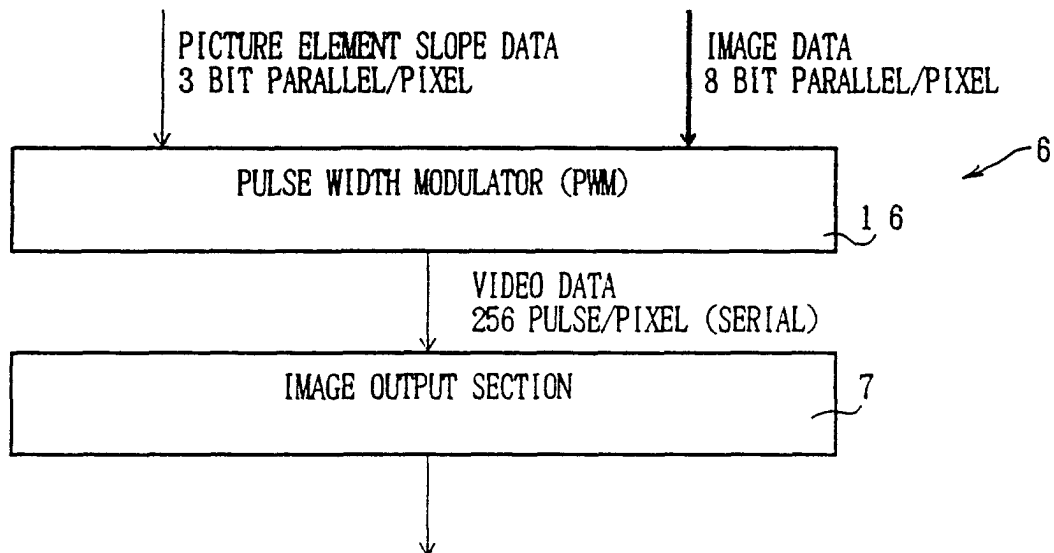 PICTURE ELEMENT SLOPE DATA
3 BIT PARALLEL/PIXEL
IMAGE DATA
8 BIT PARALLEL/PIXEL
6
PULSE WIDTH MODULATOR (PWM)
16
VIDEO DATA
256 PULSE/PIXEL (SERIAL)
IMAGE OUTPUT SECTION
7